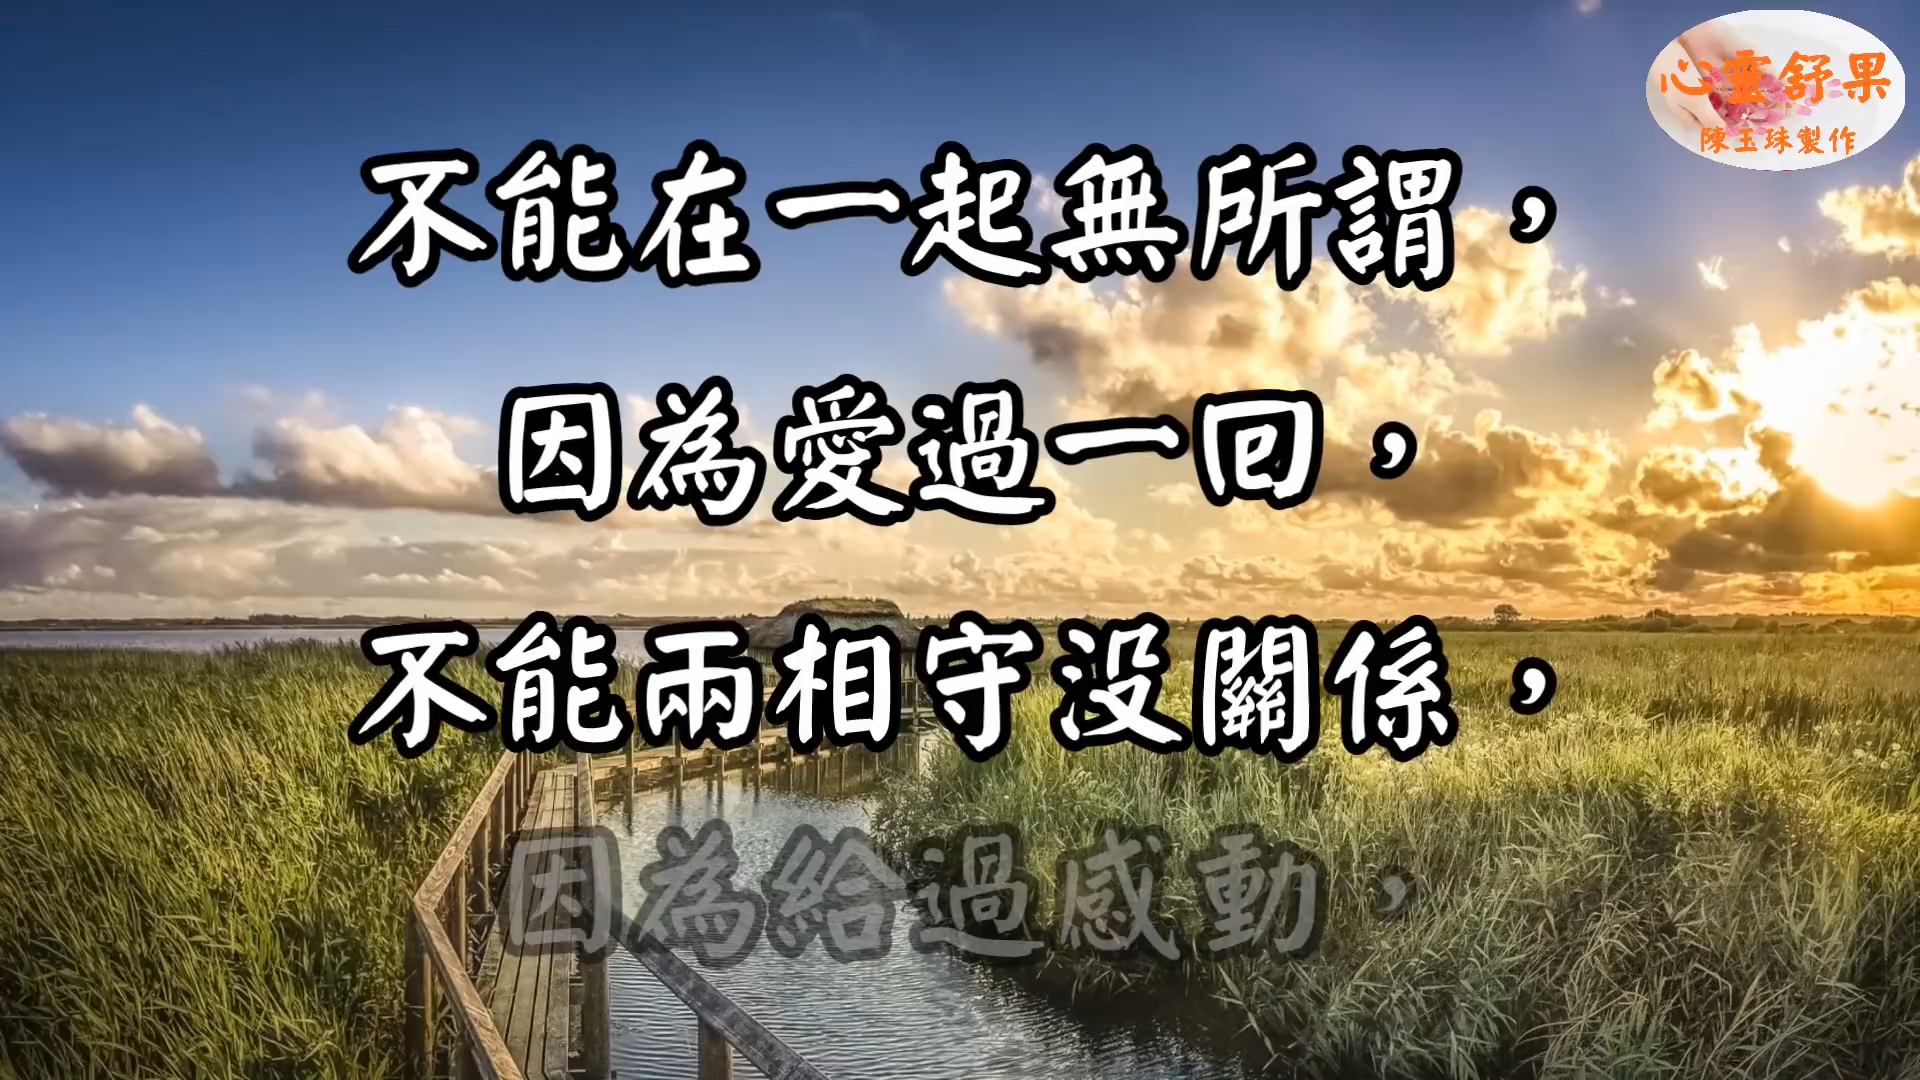 心靈舒果
陳玉珠製作
不能在一起無所謂，
因為愛過一回，
不能兩相守没關係，
因為給過感動，